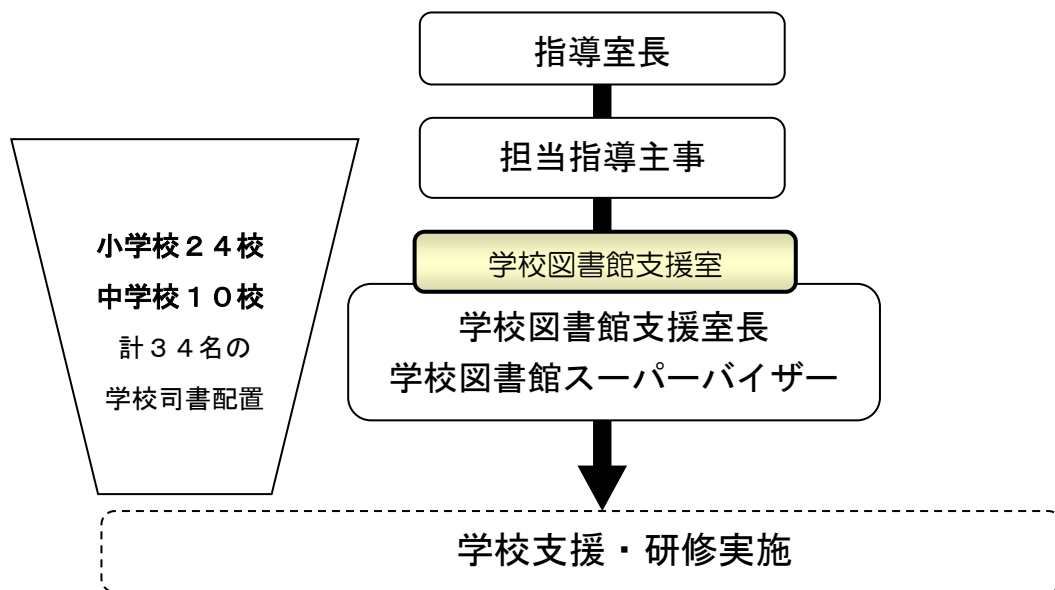 指導室長
担当指導主事
小学校２４校
中学校１０校
計３４名の
学校司書配置
学校図書館支援室
学校図書館支援室長
学校図書館スーパーバイザー
学校支援・研修実施